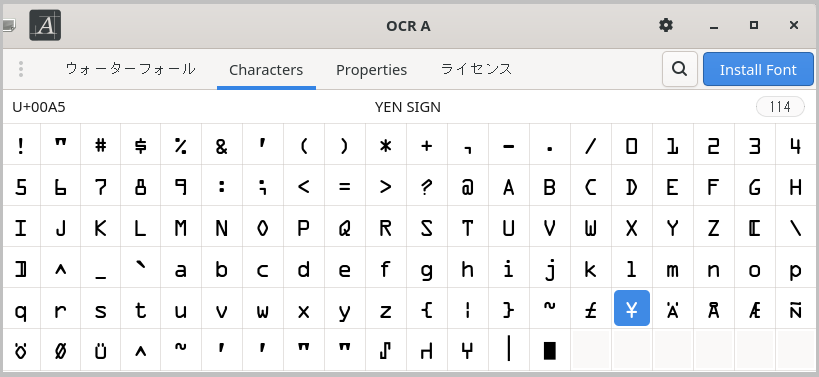 A OCR A
ウォーターフォール Characters Properties ライセンス Install Font
U+00A5 YEN SIGN 114
! " # $ % & ' ( ) * + , - . / 0 1 2 3 4
5 6 7 8 9 : ; < = > ? @ A B C D E F G H
I J K L M N O P Q R S T U V W X Y Z [ \
] ^ _ ` a b c d e f g h i j k l m n o p
q r s t u v w x y z { ¦ } ~ £ ¥ Ä Å Æ Ñ
Ö Ø Ü ˆ ˜ ’ ’ " " ⑀ ⑁ ⑂ | █